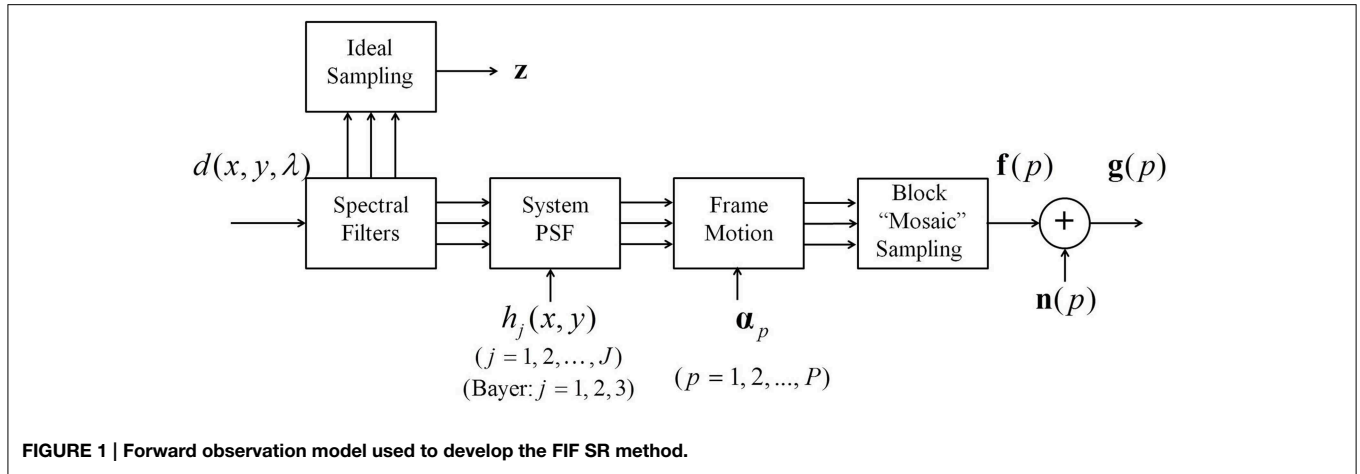 Ideal
Sampling
z
d(x, y, λ)
Spectral
Filters
System
PSF
Frame
Motion
Block
“Mosaic”
Sampling
f(p)
+
g(p)
n(p)
h_j(x, y)
(j = 1, 2, ..., J)
(Bayer: j = 1, 2, 3)
α_p
(p = 1, 2, ..., P)
FIGURE 1 | Forward observation model used to develop the FIF SR method.